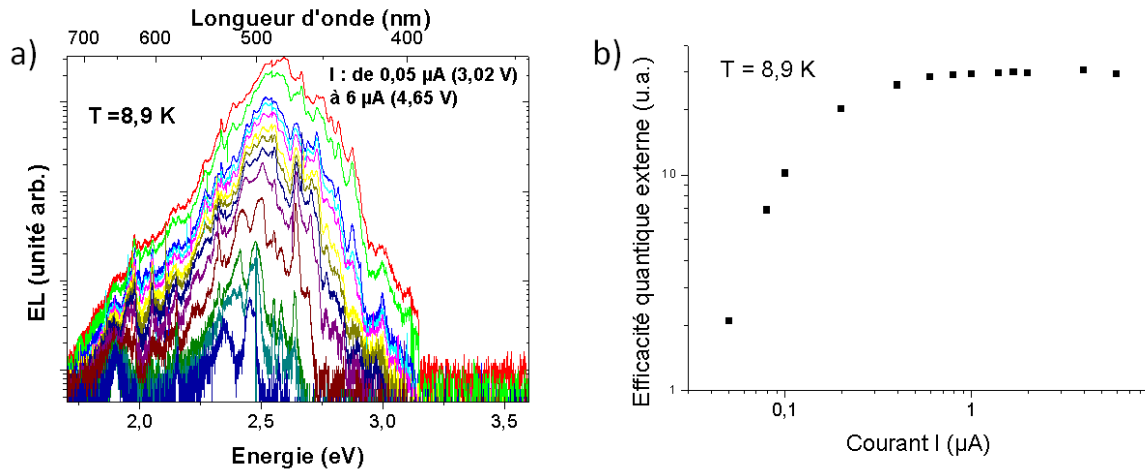 a)
Longueur d'onde (nm)
700 600 500 400
I : de 0,05 µA (3,02 V)
à 6 µA (4,65 V)
T =8,9 K
EL (unité arb.)
2,0 2,5 3,0 3,5
Energie (eV)
b)
T = 8,9 K
Efficacité quantique externe (u.a.)
10
1
0,1 1
Courant I (µA)